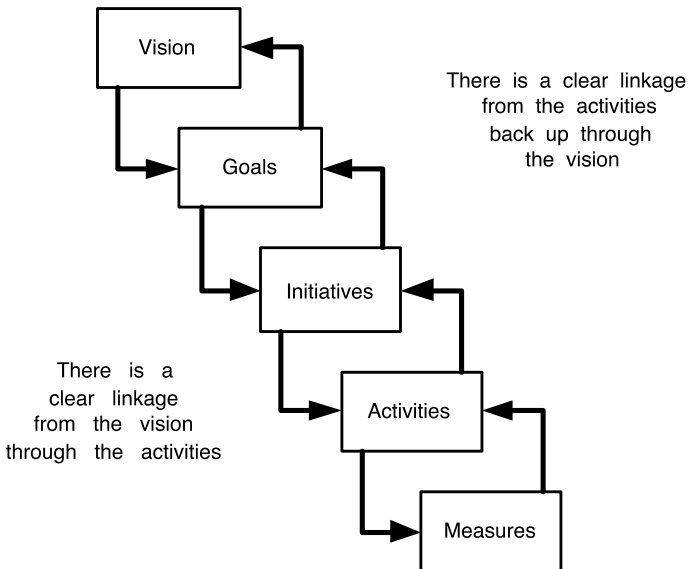 Vision
There is a clear linkage
from the activities
back up through
the vision
Goals
Initiatives
There is a
clear linkage
from the vision
through the activities
Activities
Measures